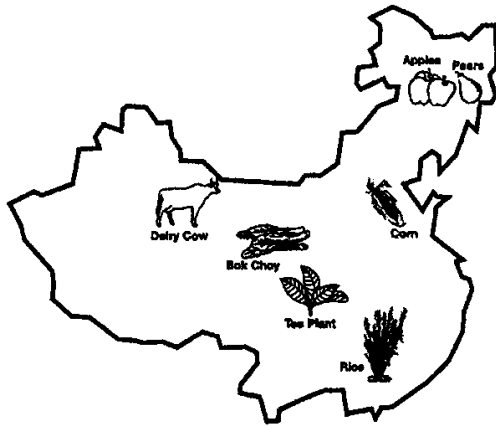 Apples
Pears
Dairy Cow
Corn
Bok Choy
Tea Plant
Rice